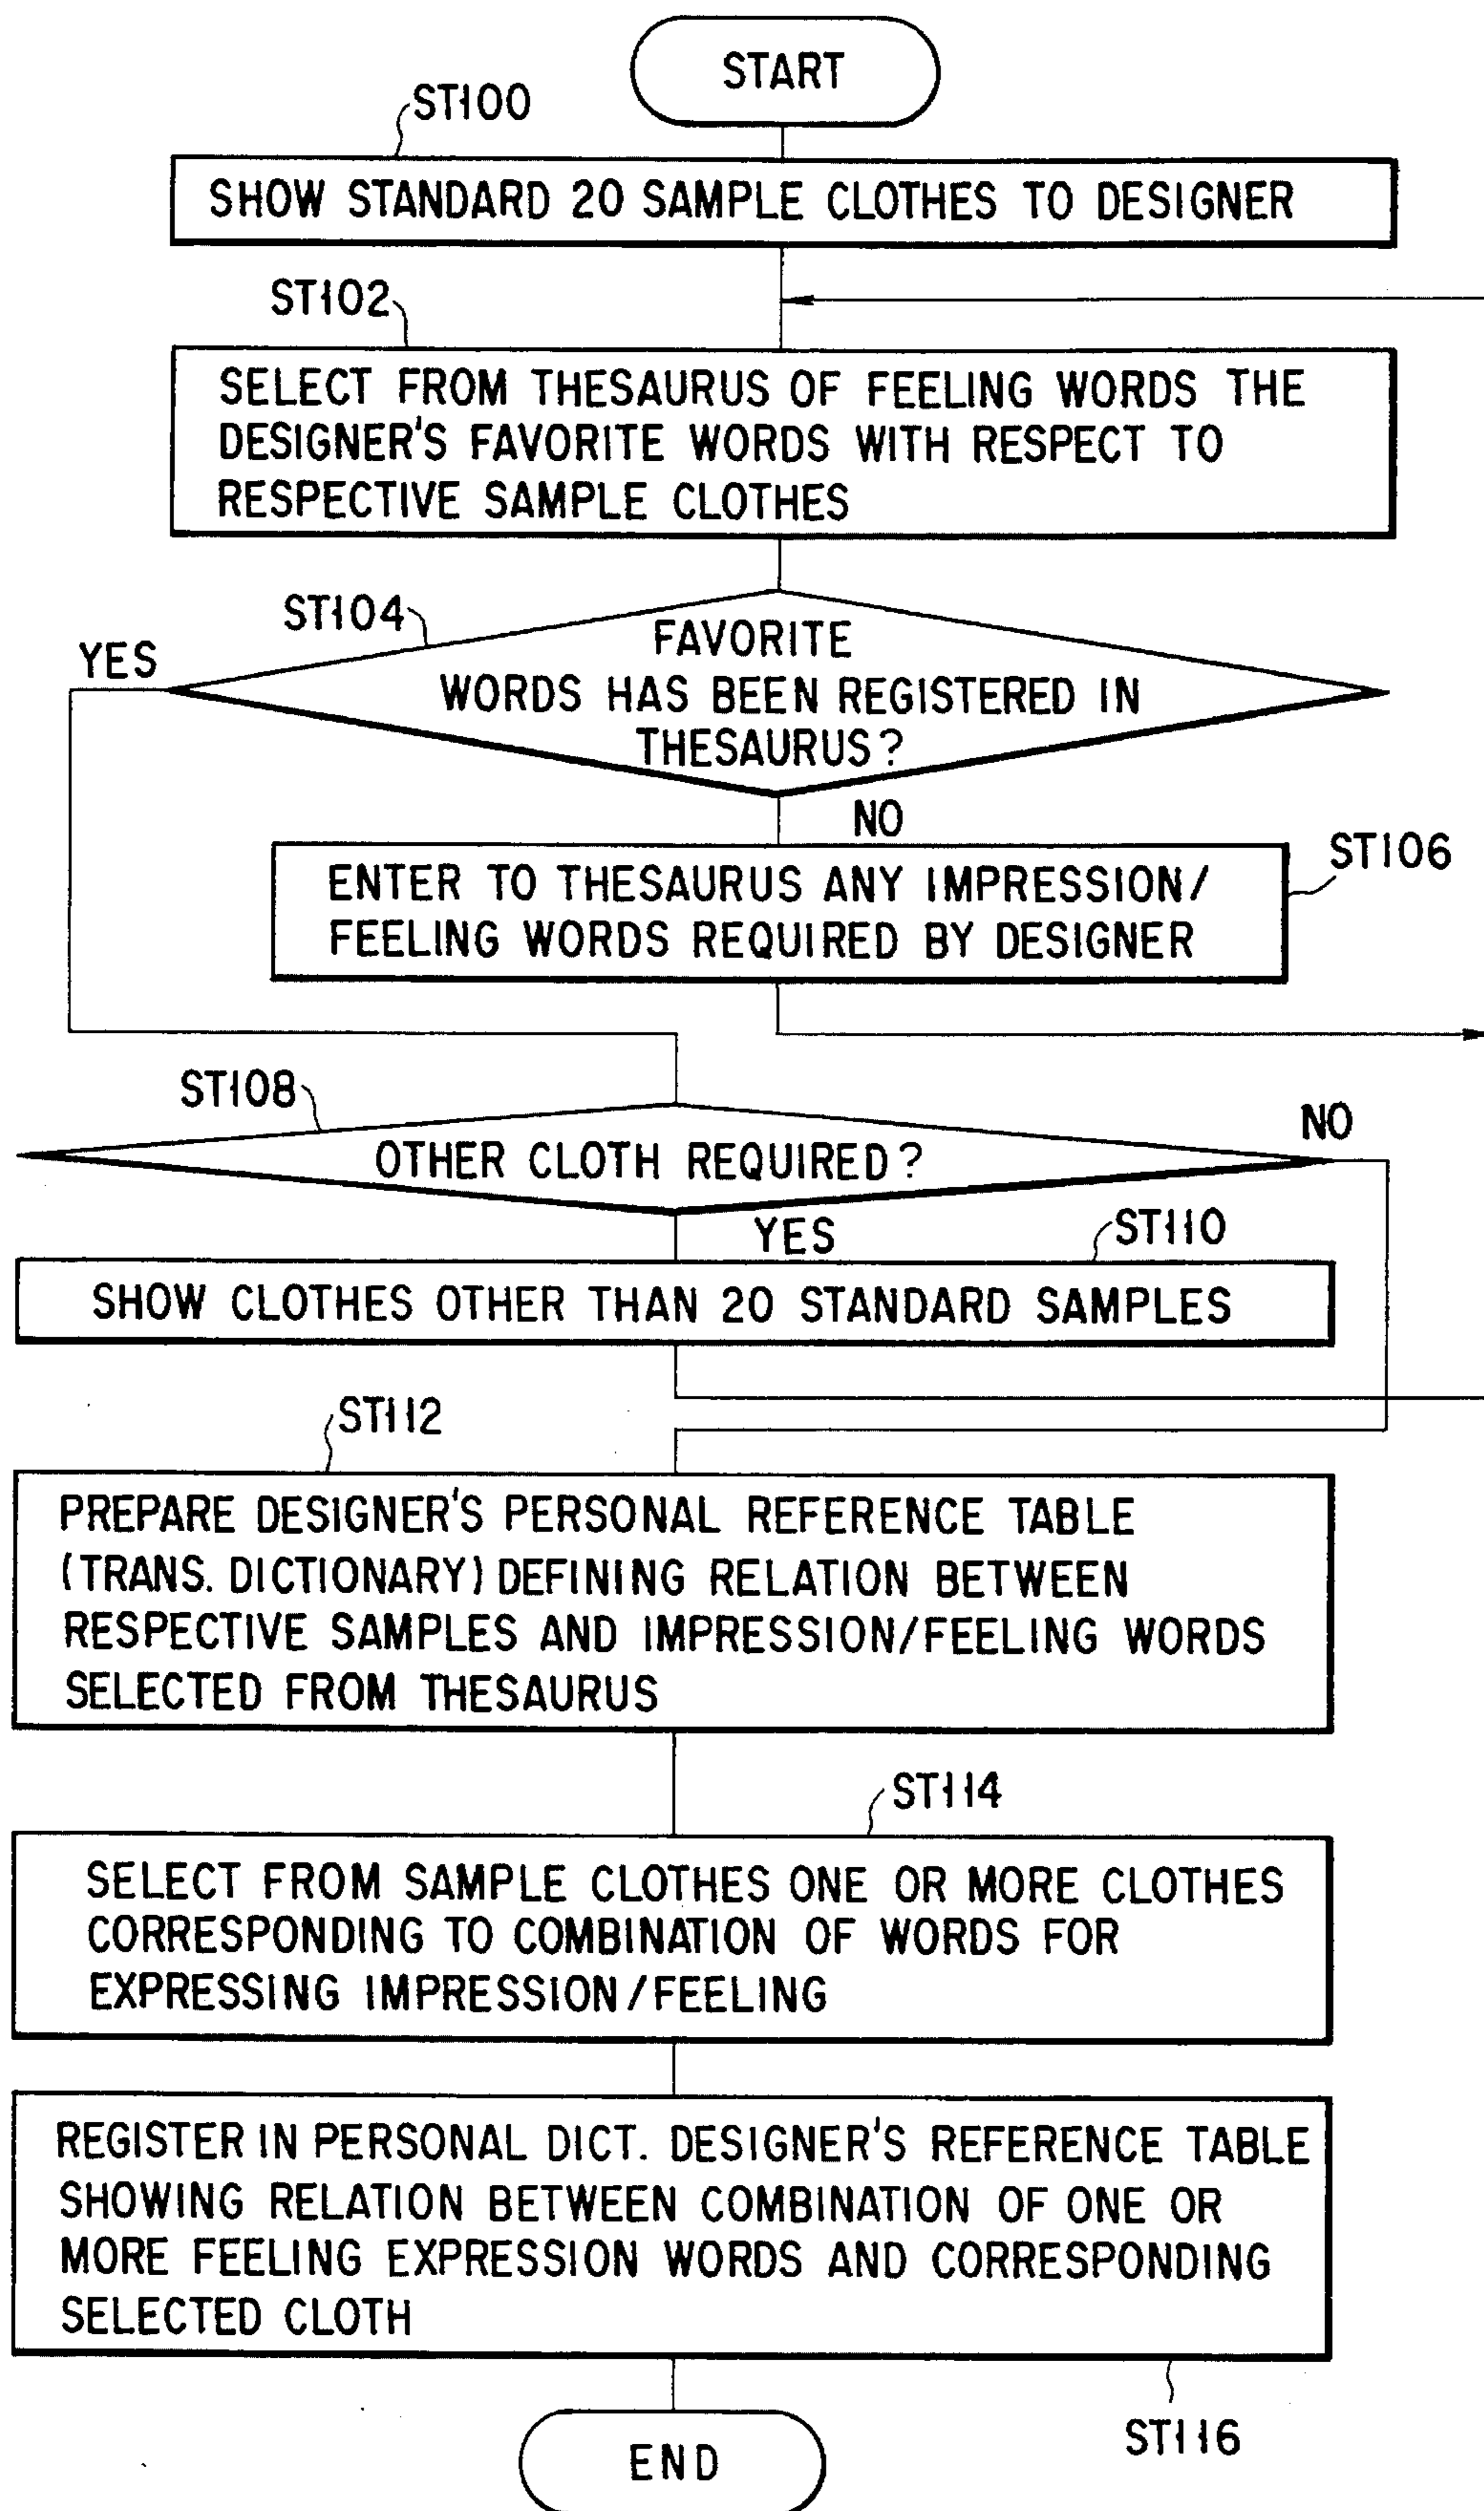 START
ST100
SHOW STANDARD 20 SAMPLE CLOTHES TO DESIGNER
ST102
SELECT FROM THESAURUS OF FEELING WORDS THE
DESIGNER'S FAVORITE WORDS WITH RESPECT TO
RESPECTIVE SAMPLE CLOTHES
ST104
YES
FAVORITE
WORDS HAS BEEN REGISTERED IN
THESAURUS?
NO
ST106
ENTER TO THESAURUS ANY IMPRESSION/
FEELING WORDS REQUIRED BY DESIGNER
ST108
NO
OTHER CLOTH REQUIRED?
YES
ST110
SHOW CLOTHES OTHER THAN 20 STANDARD SAMPLES
ST112
PREPARE DESIGNER'S PERSONAL REFERENCE TABLE
(TRANS. DICTIONARY) DEFINING RELATION BETWEEN
RESPECTIVE SAMPLES AND IMPRESSION/FEELING WORDS
SELECTED FROM THESAURUS
ST114
SELECT FROM SAMPLE CLOTHES ONE OR MORE CLOTHES
CORRESPONDING TO COMBINATION OF WORDS FOR
EXPRESSING IMPRESSION/FEELING
REGISTER IN PERSONAL DICT. DESIGNER'S REFERENCE TABLE
SHOWING RELATION BETWEEN COMBINATION OF ONE OR
MORE FEELING EXPRESSION WORDS AND CORRESPONDING
SELECTED CLOTH
ST116
END